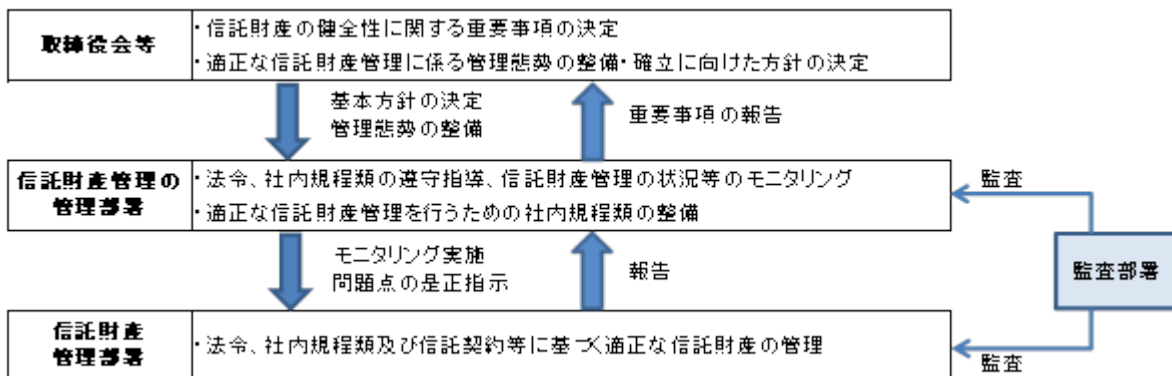 取締役会等
・信託財産の健全性に関する重要事項の決定
・適正な信託財産管理に係る管理態勢の整備・確立に向けた方針の決定
基本方針の決定
管理態勢の整備
重要事項の報告
信託財産管理の
管理部署
・法令、社内規程類の遵守指導、信託財産管理の状況等のモニタリング
・適正な信託財産管理を行うための社内規程類の整備
監査
モニタリング実施
問題点の是正指示
報告
監査部署
信託財産
管理部署
・法令、社内規程類及び信託契約等に基づく適正な信託財産の管理
監査